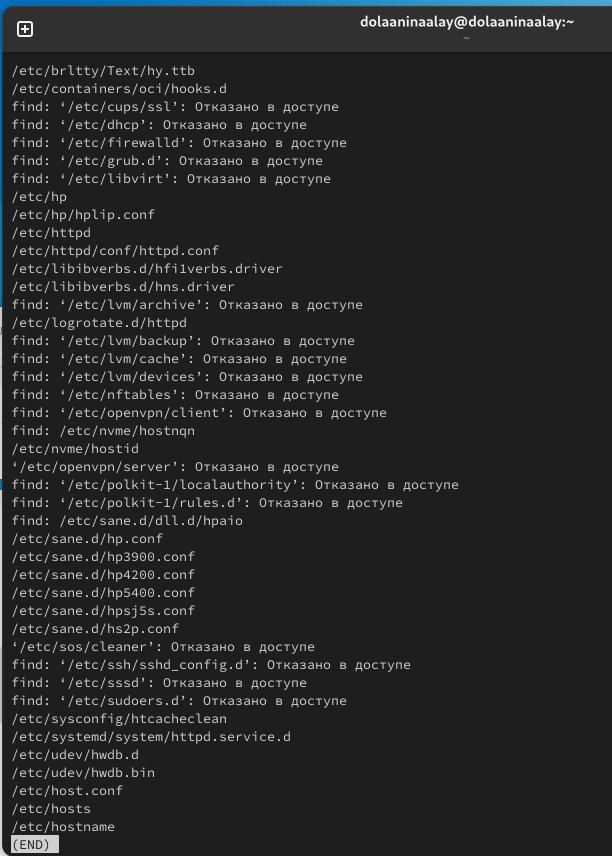 dolaaninaalay@dolaaninaalay:~
~
/etc/brltty/Text/hy.ttb
/etc/containers/oci/hooks.d
find: ‘/etc/cups/ssl’: Отказано в доступе
find: ‘/etc/dhcp’: Отказано в доступе
find: ‘/etc/firewalld’: Отказано в доступе
find: ‘/etc/grub.d’: Отказано в доступе
find: ‘/etc/libvirt’: Отказано в доступе
/etc/hp
/etc/hp/hplip.conf
/etc/httpd
/etc/httpd/conf/httpd.conf
/etc/libibverbs.d/hfi1verbs.driver
/etc/libibverbs.d/hns.driver
find: ‘/etc/lvm/archive’: Отказано в доступе
/etc/logrotate.d/httpd
find: ‘/etc/lvm/backup’: Отказано в доступе
find: ‘/etc/lvm/cache’: Отказано в доступе
find: ‘/etc/lvm/devices’: Отказано в доступе
find: ‘/etc/nftables’: Отказано в доступе
find: ‘/etc/openvpn/client’: Отказано в доступе
find: /etc/nvme/hostnqn
/etc/nvme/hostid
‘/etc/openvpn/server’: Отказано в доступе
find: ‘/etc/polkit-1/localauthority’: Отказано в доступе
find: ‘/etc/polkit-1/rules.d’: Отказано в доступе
find: /etc/sane.d/dll.d/hpaio
/etc/sane.d/hp.conf
/etc/sane.d/hp3900.conf
/etc/sane.d/hp4200.conf
/etc/sane.d/hp5400.conf
/etc/sane.d/hpsj5s.conf
/etc/sane.d/hs2p.conf
‘/etc/sos/cleaner’: Отказано в доступе
find: ‘/etc/ssh/sshd_config.d’: Отказано в доступе
find: ‘/etc/sssd’: Отказано в доступе
find: ‘/etc/sudoers.d’: Отказано в доступе
/etc/sysconfig/htcacheclean
/etc/systemd/system/httpd.service.d
/etc/udev/hwdb.d
/etc/udev/hwdb.bin
/etc/host.conf
/etc/hosts
/etc/hostname
(END)